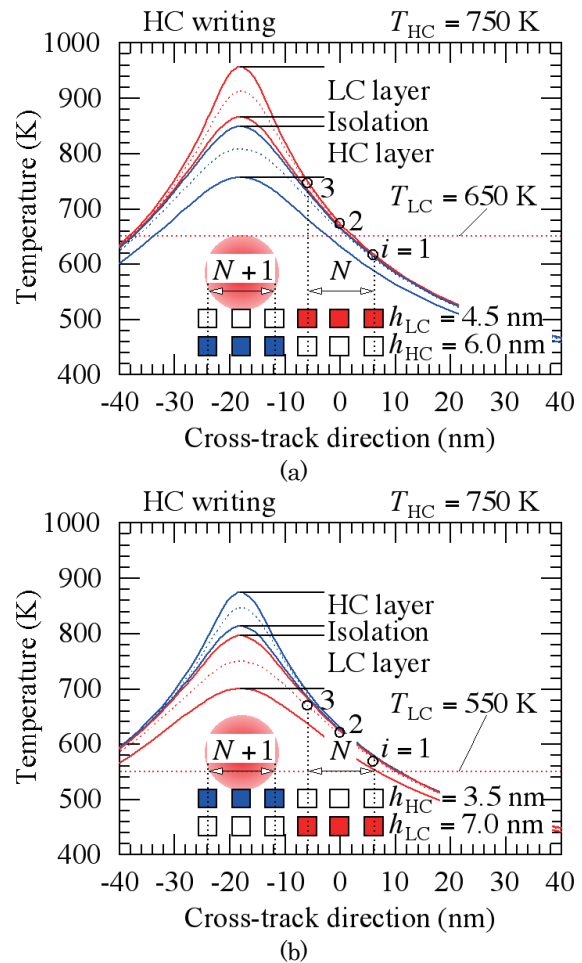 HC writing T_HC = 750 K
1000
900
800
700
600
500
400
Temperature (K)
LC layer
Isolation
HC layer
3
2
i = 1
T_LC = 650 K
N + 1 N
h_LC = 4.5 nm
h_HC = 6.0 nm
-40 -30 -20 -10 0 10 20 30 40
Cross-track direction (nm)
(a)
HC writing T_HC = 750 K
1000
900
800
700
600
500
400
Temperature (K)
HC layer
Isolation
LC layer
3
2
i = 1
T_LC = 550 K
N + 1 N
h_HC = 3.5 nm
h_LC = 7.0 nm
-40 -30 -20 -10 0 10 20 30 40
Cross-track direction (nm)
(b)